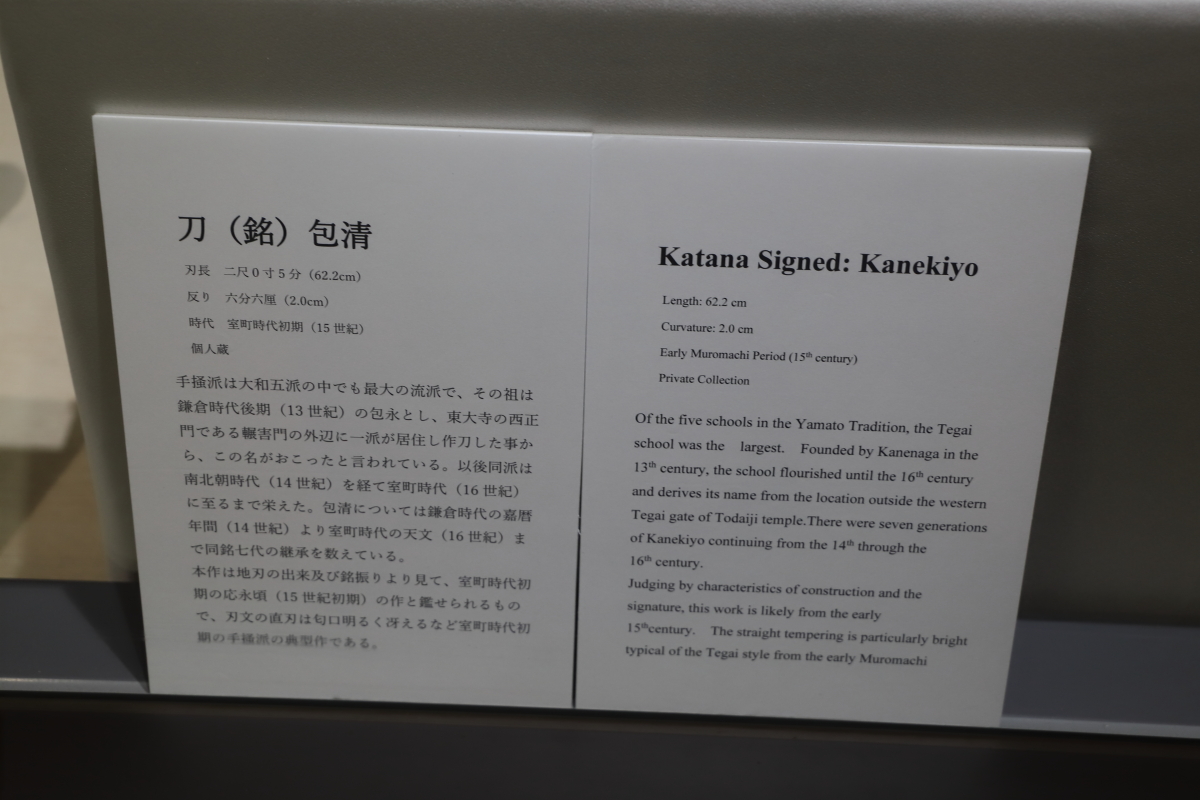 刀（銘）包清
刃長　二尺0寸5分（62.2cm）
反り　六分六厘（2.0cm）
時代　室町時代初期（15世紀）
個人蔵
手掻派は大和五派の中でも最大の流派で、その祖は
鎌倉時代後期（13世紀）の包永とし、東大寺の西正
門である輾害門の外辺に一派が居住し作刀した事か
ら、この名がおこったと言われている。以後同派は
南北朝時代（14世紀）を経て室町時代（16世紀）
に至るまで栄えた。包清については鎌倉時代の嘉暦
年間（14世紀）より室町時代の天文（16世紀）ま
で同銘七代の継承を数えている。
本作は地刃の出来及び銘振りより見て、室町時代初
期の応永頃（15世紀初期）の作と鑑せられるもの
で、刃文の直刃は匂口明るく冴えるなど室町時代初
期の手掻派の典型作である。
Katana Signed: Kanekiyo
Length: 62.2 cm
Curvature: 2.0 cm
Early Muromachi Period (15th century)
Private Collection
Of the five schools in the Yamato Tradition, the Tegai
school was the largest. Founded by Kanenaga in the
13th century, the school flourished until the 16th century
and derives its name from the location outside the western
Tegai gate of Todaiji temple.There were seven generations
of Kanekiyo continuing from the 14th through the
16th century.
Judging by characteristics of construction and the
signature, this work is likely from the early
15thcentury. The straight tempering is particularly bright
typical of the Tegai style from the early Muromachi